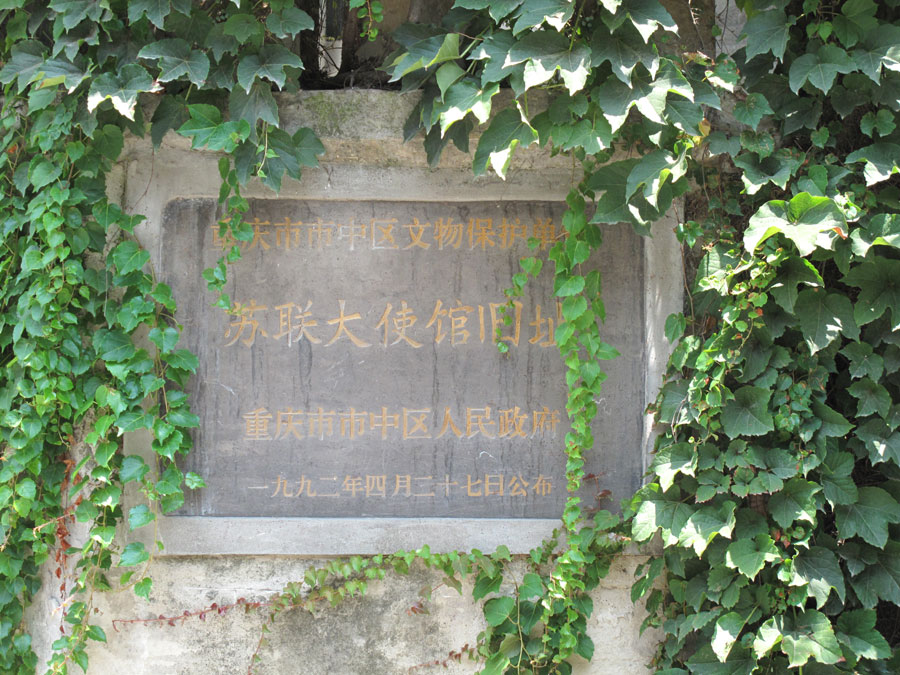 重庆市市中区文物保护单
苏联大使馆旧址
重庆市市中区人民政府
一九九二年四月二十七日公布